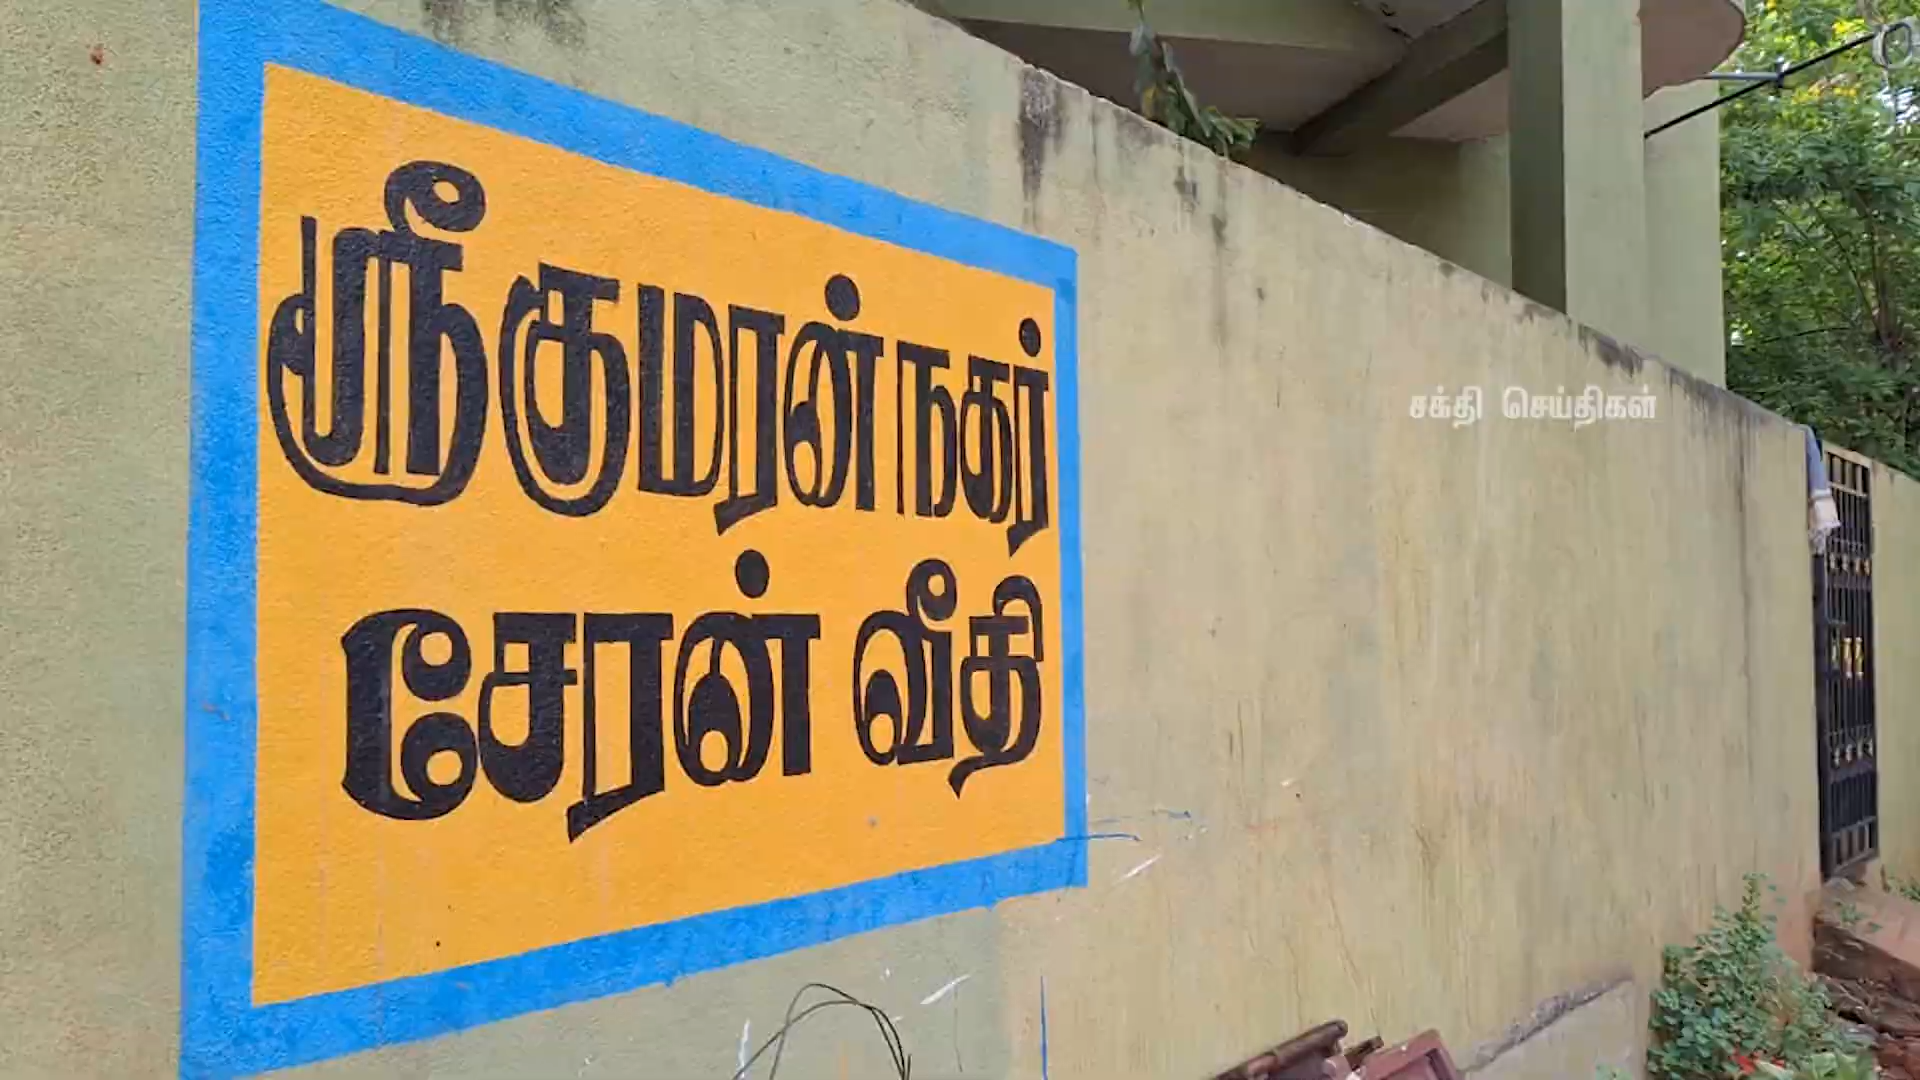 ஸ்ரீ குமரன் நகர்
சேரன் வீதி
சக்தி செய்திகள்